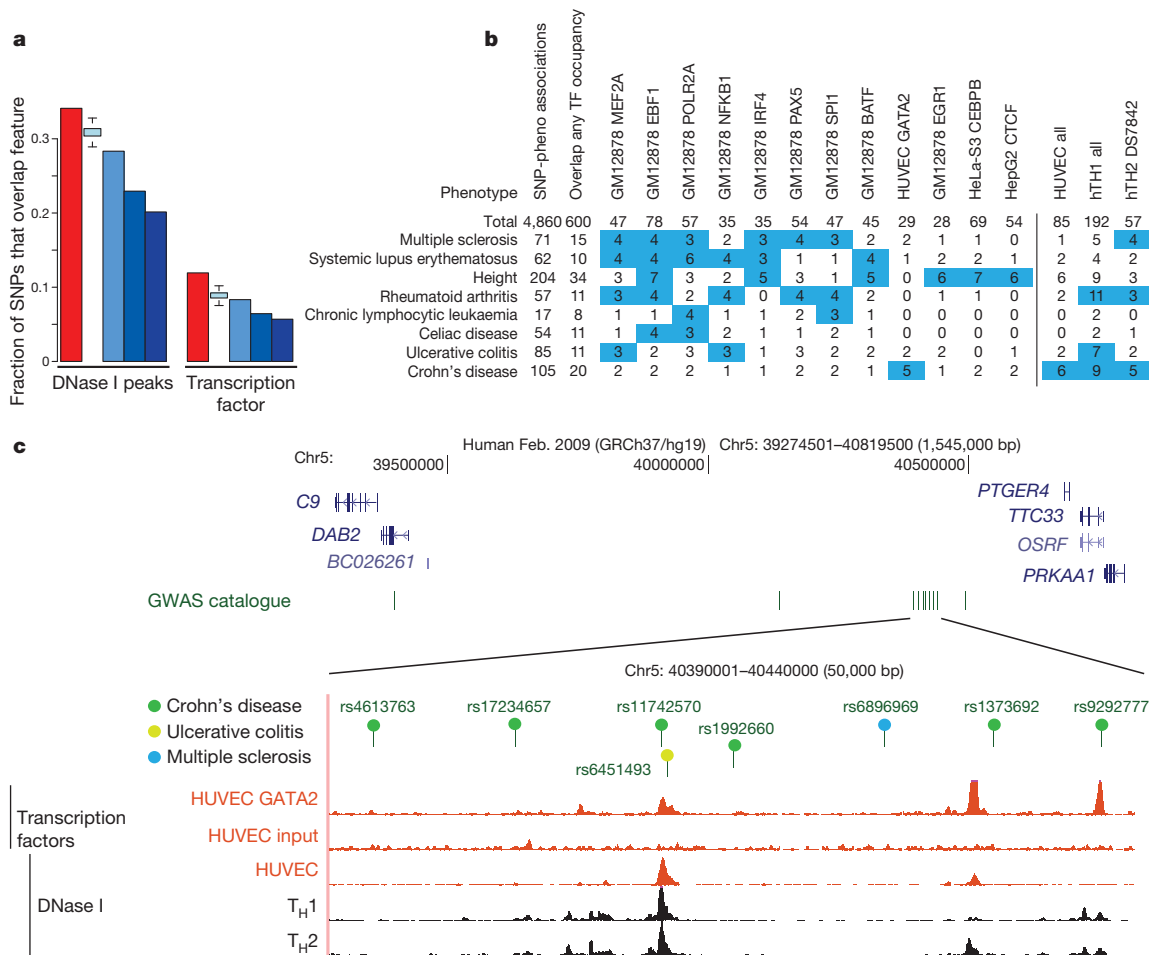 a
Fraction of SNPs that overlap feature
0.3
0.2
0.1
0
DNase I peaks
Transcription
factor
b
Phenotype
SNP-pheno associations
Overlap any TF occupancy
GM12878 MEF2A
GM12878 EBF1
GM12878 POLR2A
GM12878 NFKB1
GM12878 IRF4
GM12878 PAX5
GM12878 SPI1
GM12878 BATF
HUVEC GATA2
GM12878 EGR1
HeLa-S3 CEBPB
HepG2 CTCF
HUVEC all
hTH1 all
hTH2 DS7842
Total 4,860 600 47 78 57 35 35 54 47 45 29 28 69 54 85 192 57
Multiple sclerosis 71 15 4 4 3 2 3 4 3 2 2 1 1 0 1 5 4
Systemic lupus erythematosus 62 10 4 4 6 4 3 1 1 4 1 2 2 1 2 4 2
Height 204 34 3 7 3 2 5 3 1 5 0 6 7 6 6 9 3
Rheumatoid arthritis 57 11 3 4 2 4 0 4 4 2 0 1 1 0 2 11 3
Chronic lymphocytic leukaemia 17 8 1 1 4 1 1 2 3 1 0 0 0 0 0 2 0
Celiac disease 54 11 1 4 3 2 1 1 2 1 0 0 0 0 0 2 1
Ulcerative colitis 85 11 3 2 3 3 1 3 2 2 2 2 0 1 2 7 2
Crohn's disease 105 20 2 2 2 1 1 2 2 1 5 1 2 2 6 9 5
c
Human Feb. 2009 (GRCh37/hg19) Chr5: 39274501–40819500 (1,545,000 bp)
Chr5: 39500000 40000000 40500000
C9
DAB2
BC026261
PTGER4
TTC33
OSRF
PRKAA1
GWAS catalogue
Chr5: 40390001–40440000 (50,000 bp)
Crohn's disease
Ulcerative colitis
Multiple sclerosis
rs4613763 rs17234657 rs11742570 rs6896969 rs1373692 rs9292777
rs1992660
rs6451493
Transcription
factors
HUVEC GATA2
HUVEC input
DNase I
HUVEC
TH1
TH2